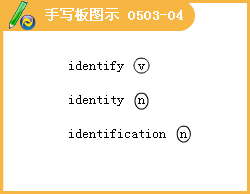 手写板图示 0503-04
identify v
identity n
identification n